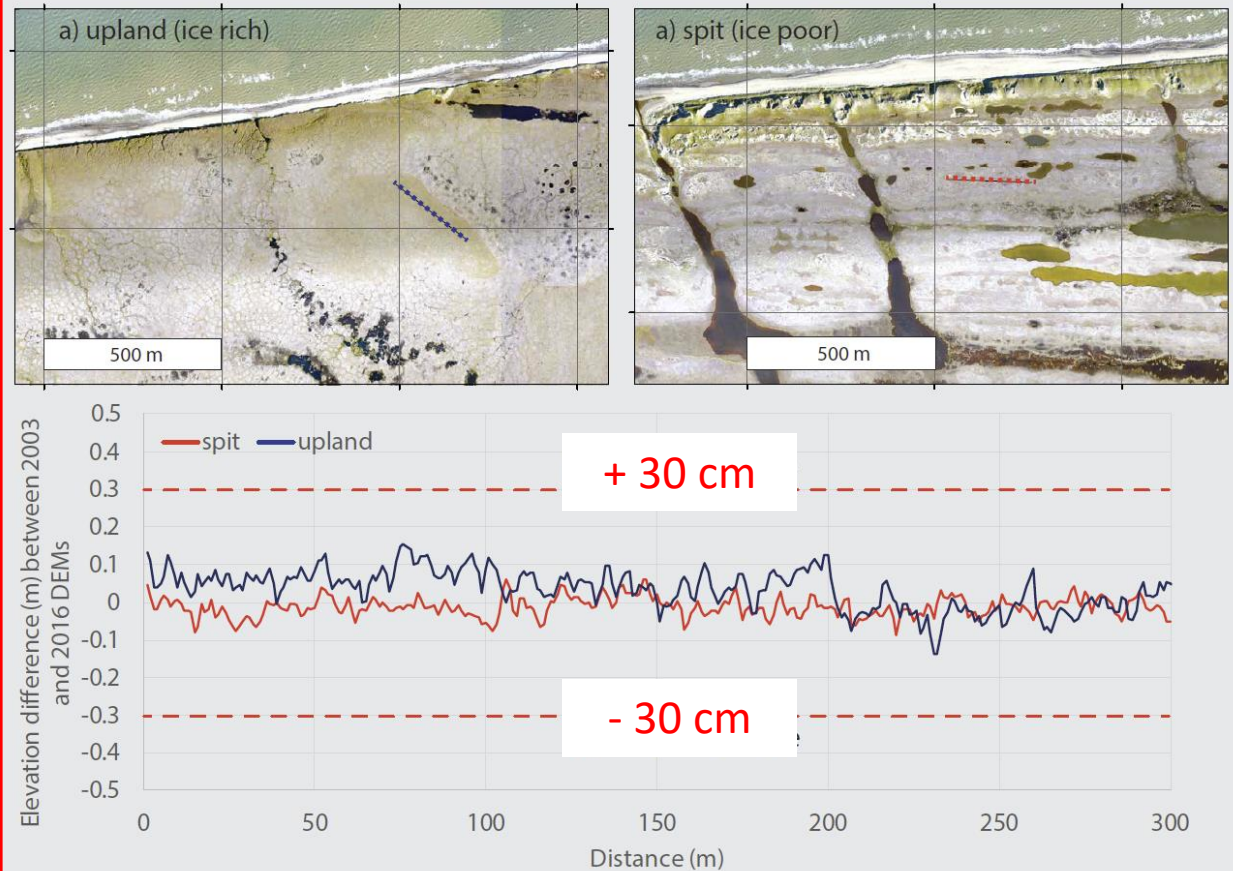 a) upland (ice rich)
500 m
a) spit (ice poor)
500 m
Elevation difference (m) between 2003
and 2016 DEMs
0.5
0.4
0.3
0.2
0.1
0
-0.1
-0.2
-0.3
-0.4
-0.5
spit upland
+ 30 cm
- 30 cm
e
0 50 100 150 200 250 300
Distance (m)